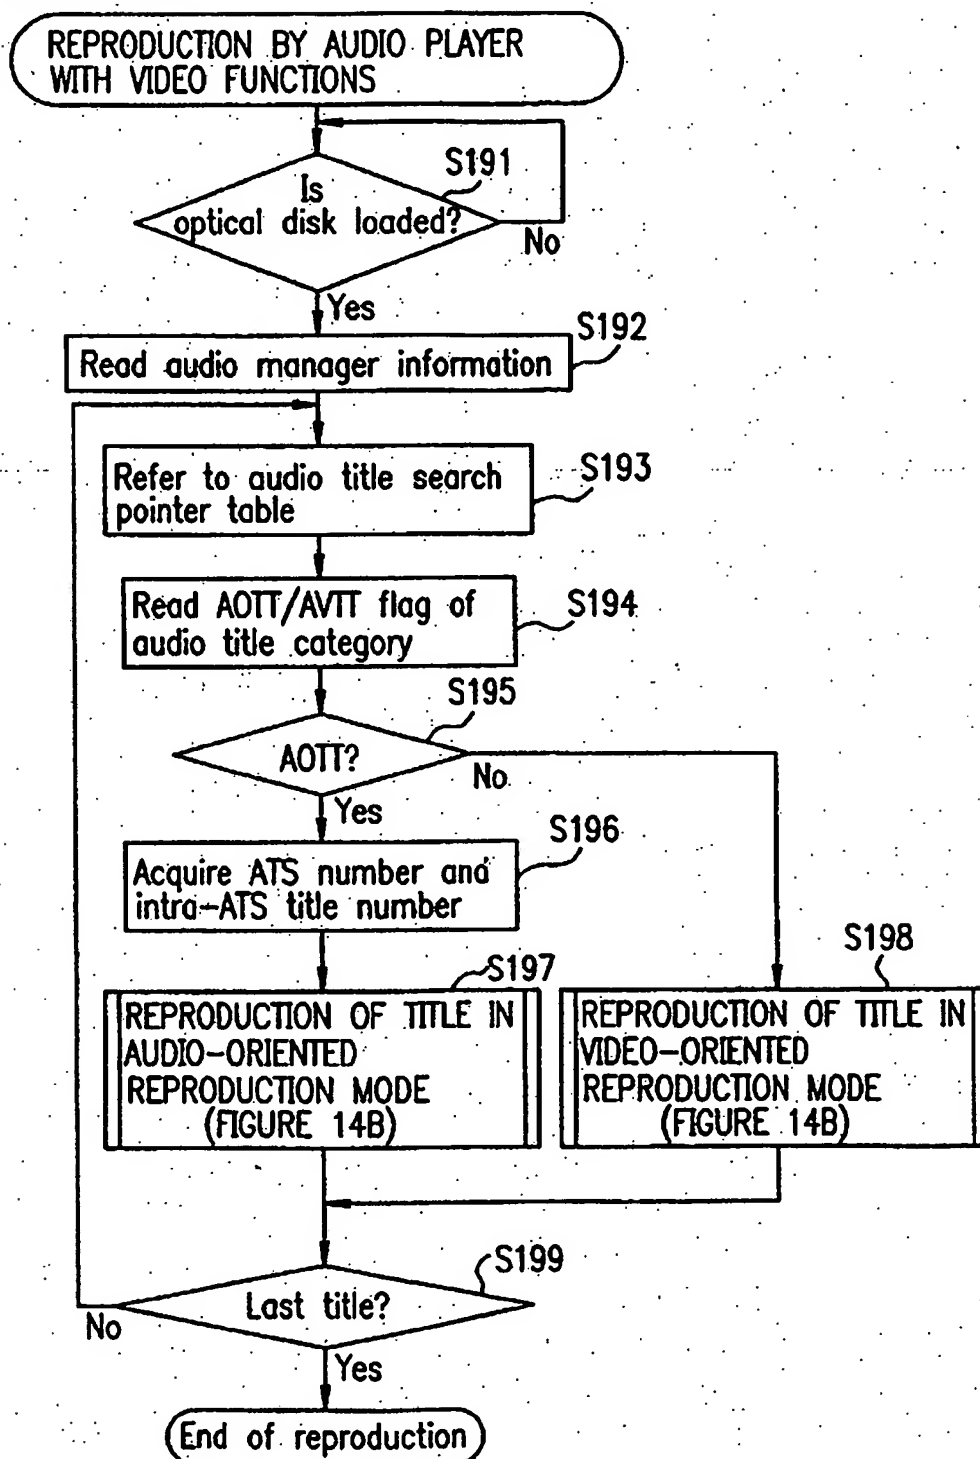 REPRODUCTION BY AUDIO PLAYER
WITH VIDEO FUNCTIONS
S191
Is
optical disk loaded?
No
Yes
S192
Read audio manager information
S193
Refer to audio title search
pointer table
S194
Read AOTT/AVTT flag of
audio title category
S195
AOTT?
No
Yes
S196
Acquire ATS number and
intra-ATS title number
S197
REPRODUCTION OF TITLE IN
AUDIO-ORIENTED
REPRODUCTION MODE
(FIGURE 14B)
S198
REPRODUCTION OF TITLE IN
VIDEO-ORIENTED
REPRODUCTION MODE
(FIGURE 14B)
S199
Last title?
No
Yes
End of reproduction